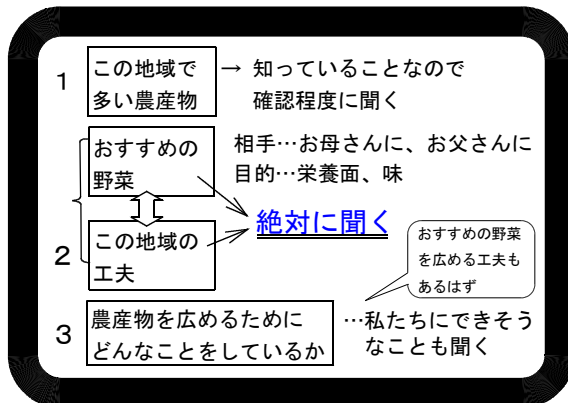 1
この地域で
多い農産物
→ 知っていることなので
確認程度に聞く
おすすめの
野菜
相手…お母さんに、お父さんに
目的…栄養面、味
絶対に聞く
2
この地域の
工夫
おすすめの野菜
を広める工夫も
あるはず
3
農産物を広めるために
どんなことをしているか
…私たちにできそう
なことも聞く